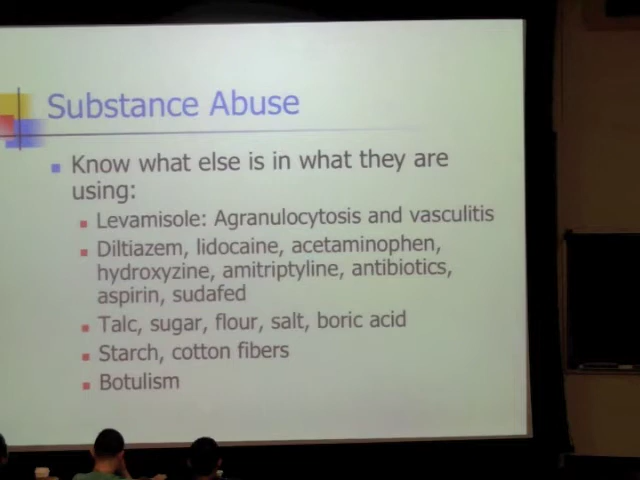 Substance Abuse
Know what else is in what they are
using:
Levamisole: Agranulocytosis and vasculitis
Diltiazem, lidocaine, acetaminophen,
hydroxyzine, amitriptyline, antibiotics,
aspirin, sudafed
Talc, sugar, flour, salt, boric acid
Starch, cotton fibers
Botulism